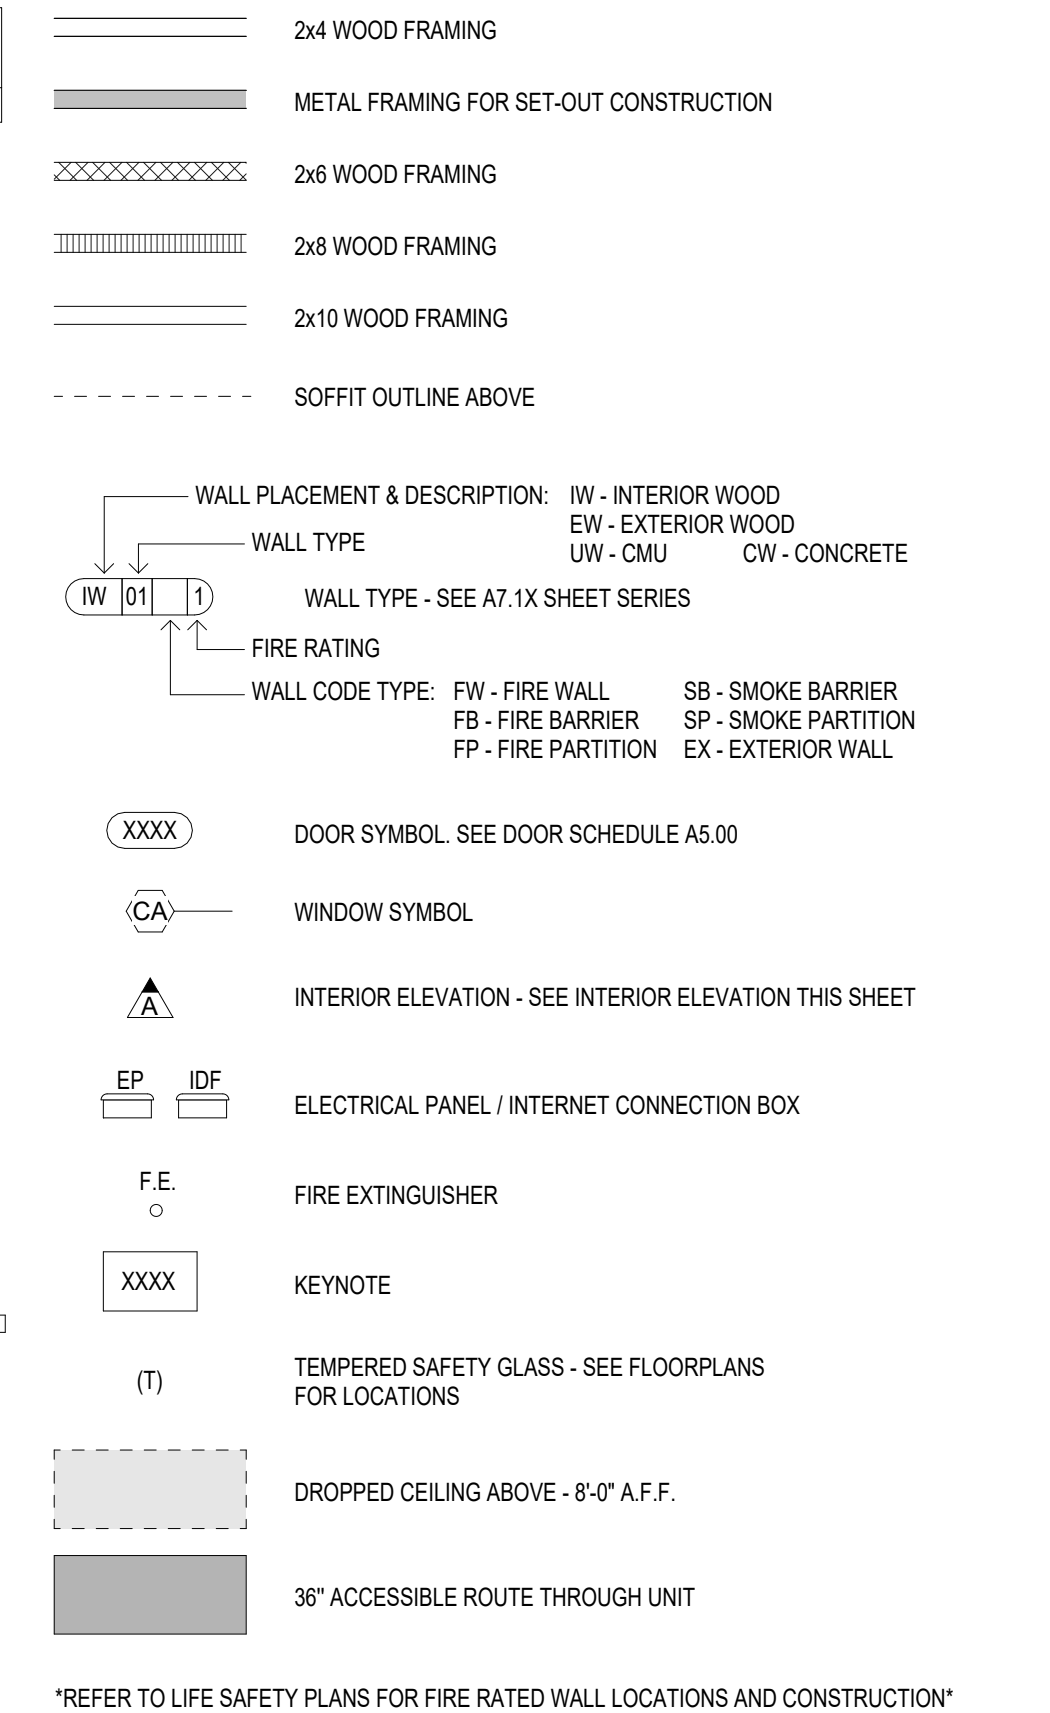 2x4 WOOD FRAMING
METAL FRAMING FOR SET-OUT CONSTRUCTION
2x6 WOOD FRAMING
2x8 WOOD FRAMING
2x10 WOOD FRAMING
SOFFIT OUTLINE ABOVE
WALL PLACEMENT & DESCRIPTION: IW - INTERIOR WOOD
EW - EXTERIOR WOOD
WALL TYPE
UW - CMU CW - CONCRETE
IW 01 1 WALL TYPE - SEE A7.1X SHEET SERIES
FIRE RATING
WALL CODE TYPE: FW - FIRE WALL SB - SMOKE BARRIER
FB - FIRE BARRIER SP - SMOKE PARTITION
FP - FIRE PARTITION EX - EXTERIOR WALL
XXXX DOOR SYMBOL. SEE DOOR SCHEDULE A5.00
CA WINDOW SYMBOL
A INTERIOR ELEVATION - SEE INTERIOR ELEVATION THIS SHEET
EP IDF
ELECTRICAL PANEL / INTERNET CONNECTION BOX
F.E.
FIRE EXTINGUISHER
XXXX KEYNOTE
(T) TEMPERED SAFETY GLASS - SEE FLOORPLANS
FOR LOCATIONS
DROPPED CEILING ABOVE - 8'-0" A.F.F.
36" ACCESSIBLE ROUTE THROUGH UNIT
*REFER TO LIFE SAFETY PLANS FOR FIRE RATED WALL LOCATIONS AND CONSTRUCTION*